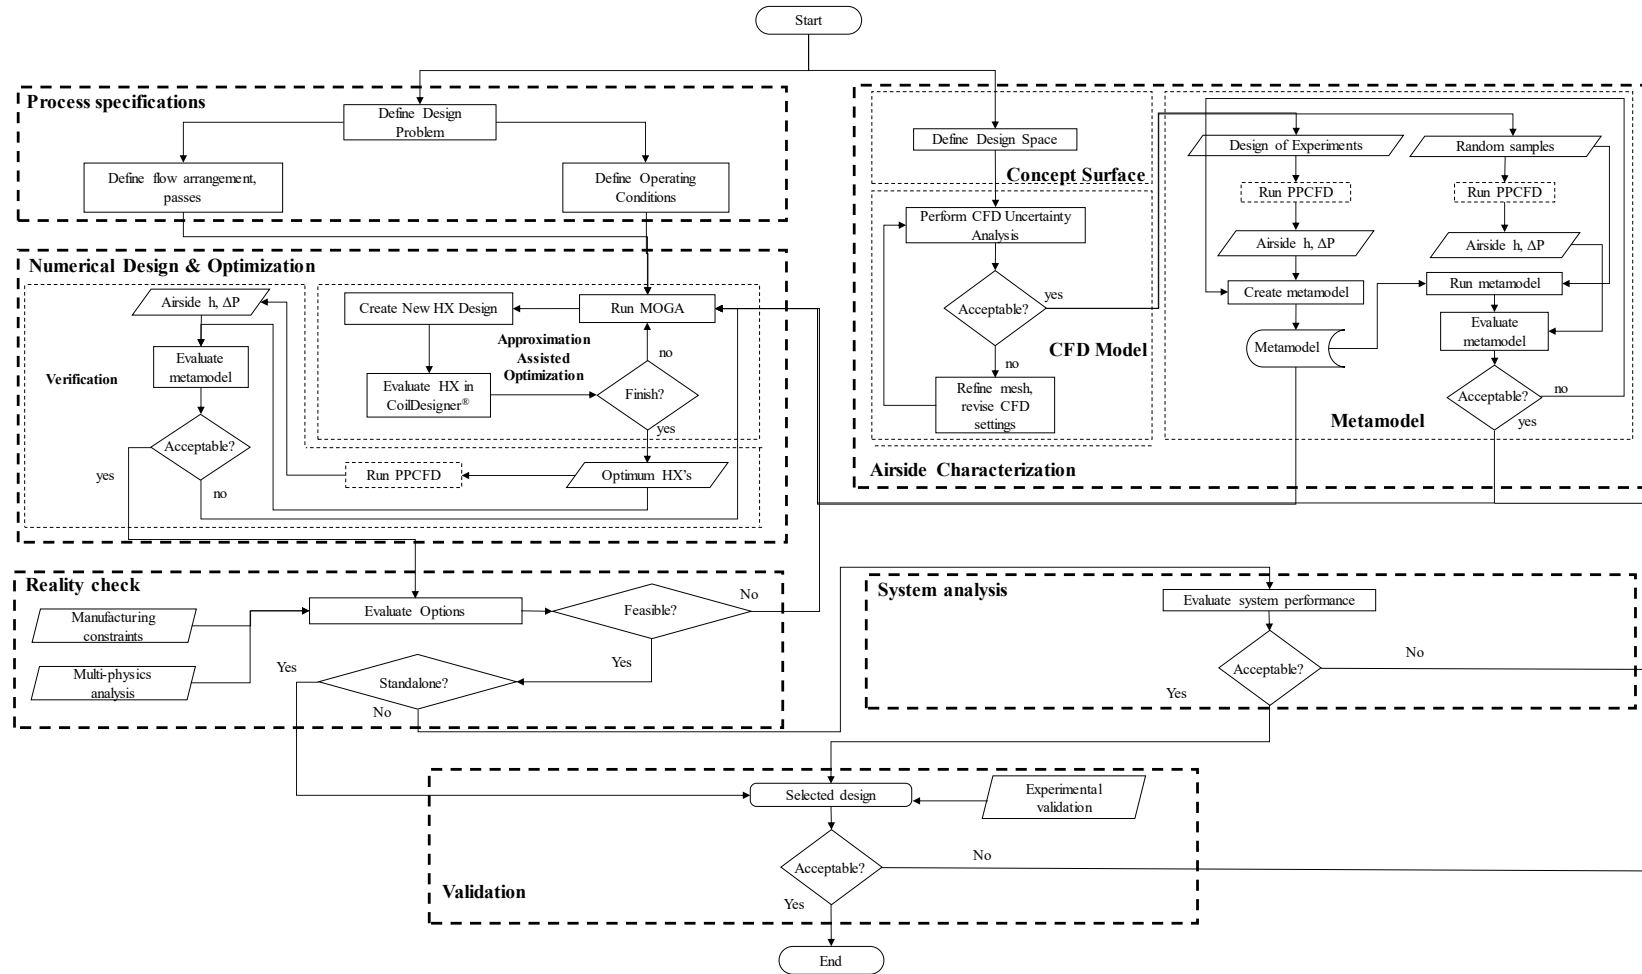 Start
Process specifications
Define Design
Problem
Define flow arrangement,
passes
Define Operating
Conditions
Numerical Design & Optimization
Airside h, ΔP
Evaluate
metamodel
Verification
Acceptable?
yes
no
Create New HX Design
Run MOGA
Approximation
Assisted
Optimization
no
Evaluate HX in
CoilDesigner®
Finish?
yes
Run PPCFD
Optimum HX's
Define Design Space
Concept Surface
Perform CFD Uncertainty
Analysis
Acceptable?
yes
CFD Model
no
Refine mesh,
revise CFD
settings
Airside Characterization
Design of Experiments
Random samples
Run PPCFD
Run PPCFD
Airside h, ΔP
Airside h, ΔP
Create metamodel
Run metamodel
Metamodel
Evaluate
metamodel
Acceptable?
no
yes
Metamodel
Reality check
Manufacturing
constraints
Multi-physics
analysis
Evaluate Options
Feasible?
No
Yes
Standalone?
Yes
No
System analysis
Evaluate system performance
Acceptable?
No
Yes
Selected design
Experimental
validation
Acceptable?
No
Yes
Validation
End